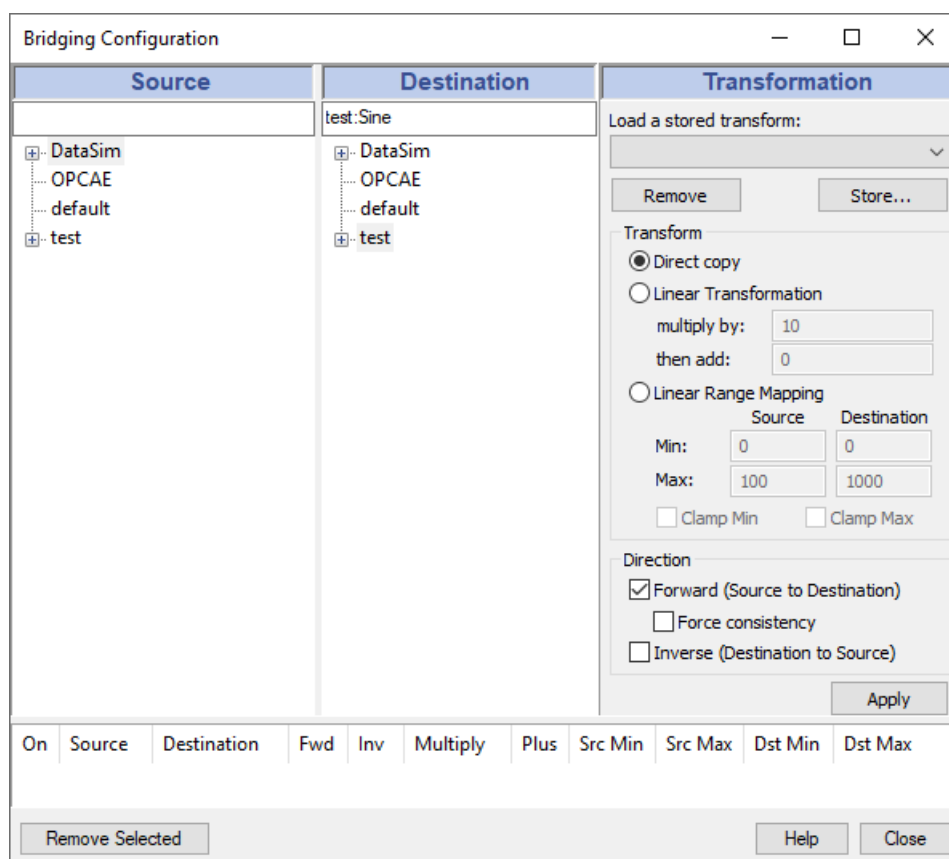 Bridging Configuration
Source
Destination
Transformation
test:Sine
DataSim
OPCAE
default
test
DataSim
OPCAE
default
test
Load a stored transform:
Remove
Store...
Transform
Direct copy
Linear Transformation
multiply by: 10
then add: 0
Linear Range Mapping
Source Destination
Min: 0 0
Max: 100 1000
Clamp Min Clamp Max
Direction
Forward (Source to Destination)
Force consistency
Inverse (Destination to Source)
Apply
On Source Destination Fwd Inv Multiply Plus Src Min Src Max Dst Min Dst Max
Remove Selected Help Close